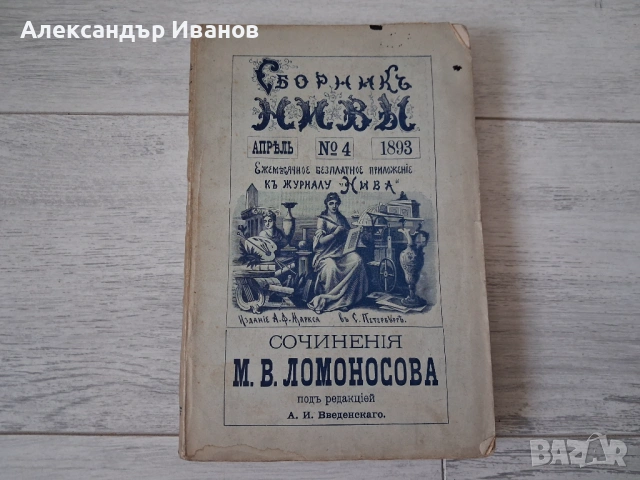 Александър Иванов
Сборникъ
НИВЫ
АПРѢЛЬ № 4 1893
Ежемѣсячное безплатное приложеніе
къ журналу „Нива“
Изданіе А. Ф. Маркса въ С. Петербургѣ.
СОЧИНЕНІЯ
М. В. ЛОМОНОСОВА
подъ редакціей
А. И. Введенскаго.
BAZAR